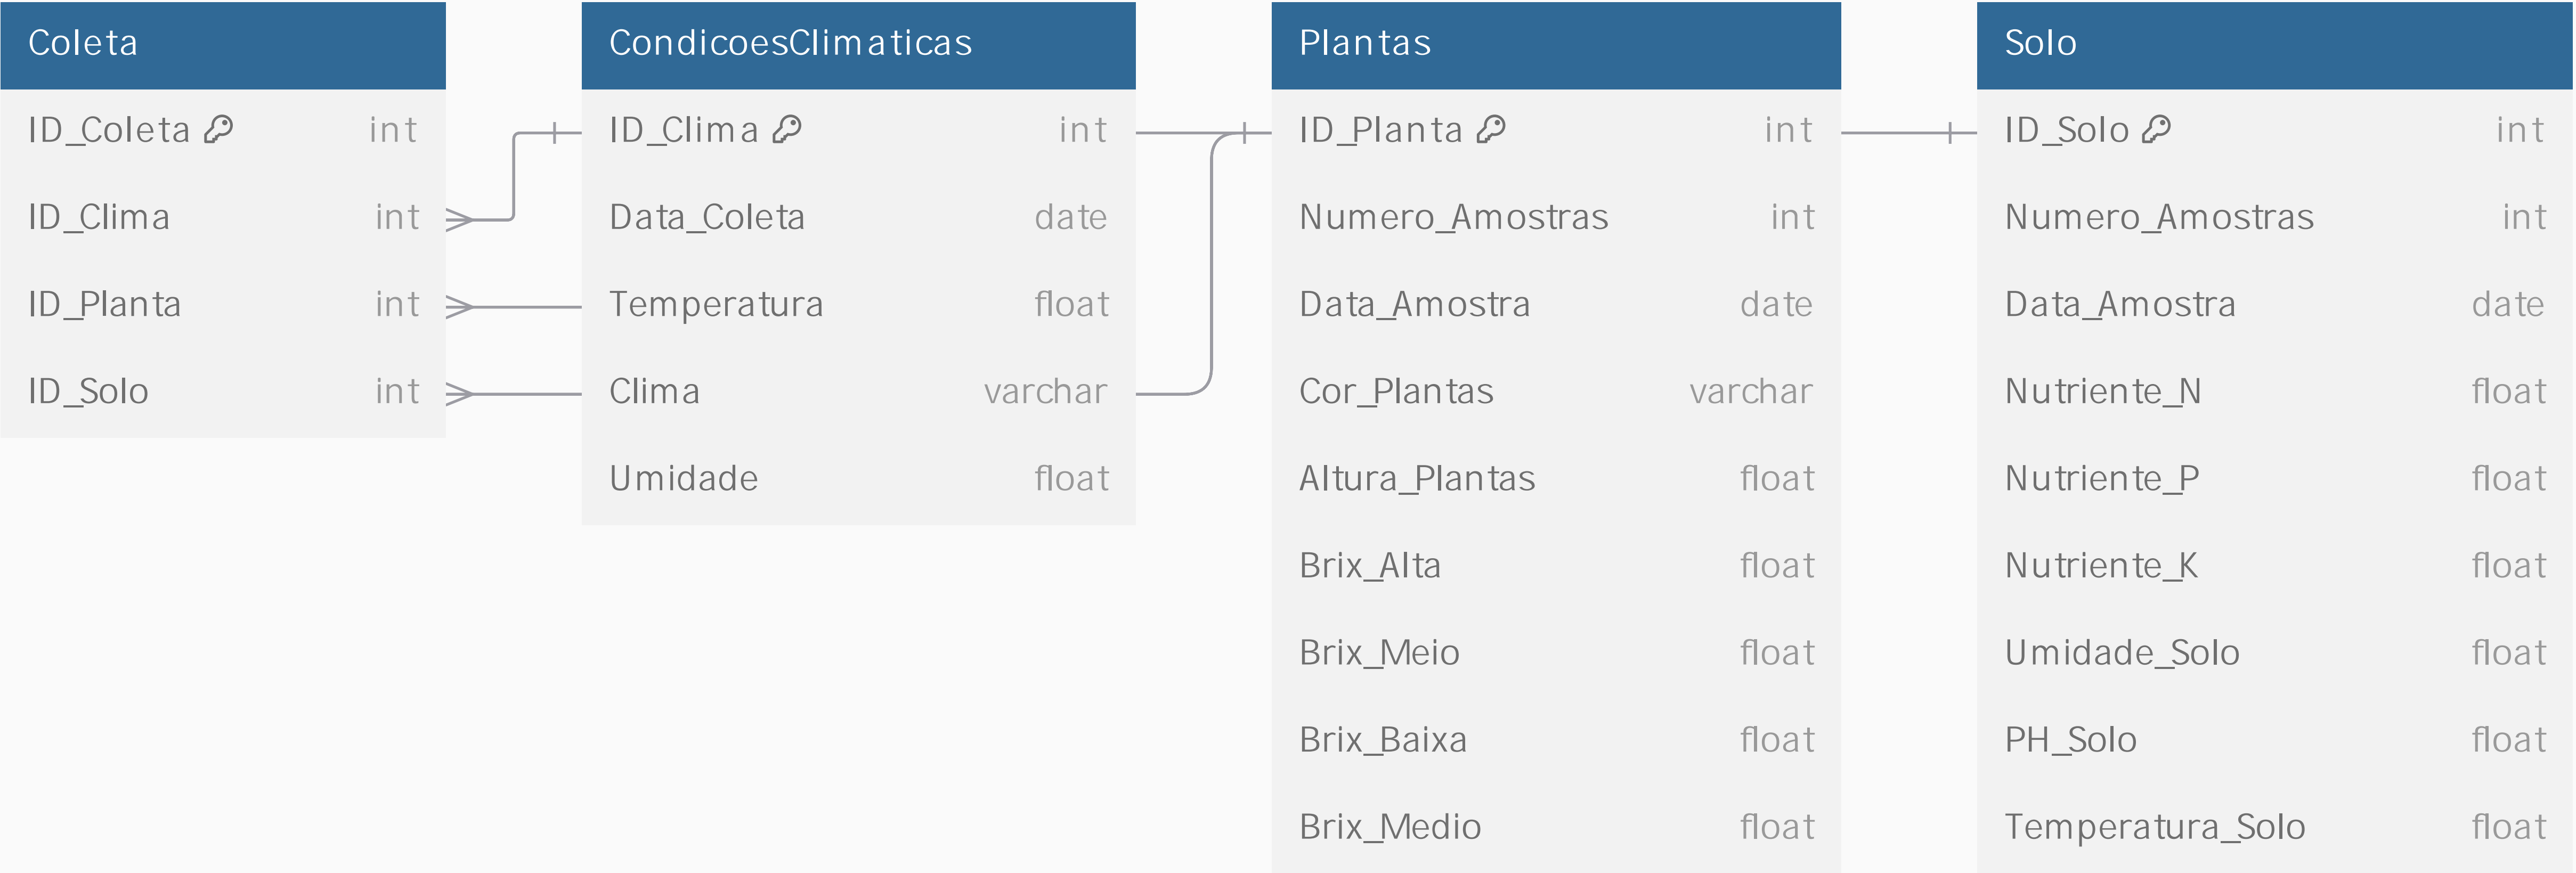 Coleta
ID_Coleta int
ID_Clima int
ID_Planta int
ID_Solo int
CondicoesClimaticas
ID_Clima int
Data_Coleta date
Temperatura float
Clima varchar
Umidade float
Plantas
ID_Planta int
Numero_Amostras int
Data_Amostra date
Cor_Plantas varchar
Altura_Plantas float
Brix_Alta float
Brix_Meio float
Brix_Baixa float
Brix_Medio float
Solo
ID_Solo int
Numero_Amostras int
Data_Amostra date
Nutriente_N float
Nutriente_P float
Nutriente_K float
Umidade_Solo float
PH_Solo float
Temperatura_Solo float